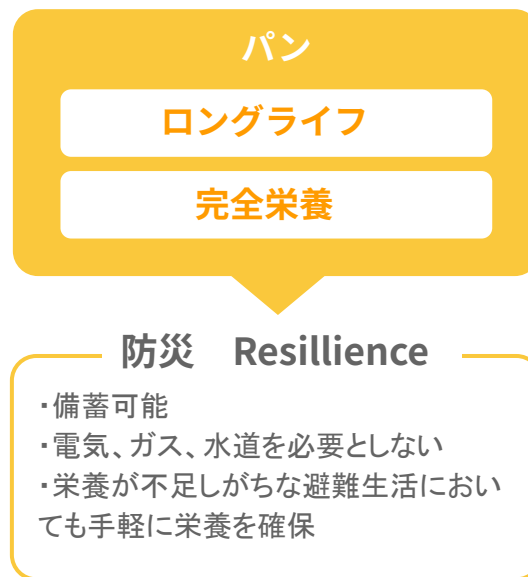 パン
ロングライフ
完全栄養
防災　Resillience
・備蓄可能
・電気、ガス、水道を必要としない
・栄養が不足しがちな避難生活におい
ても手軽に栄養を確保